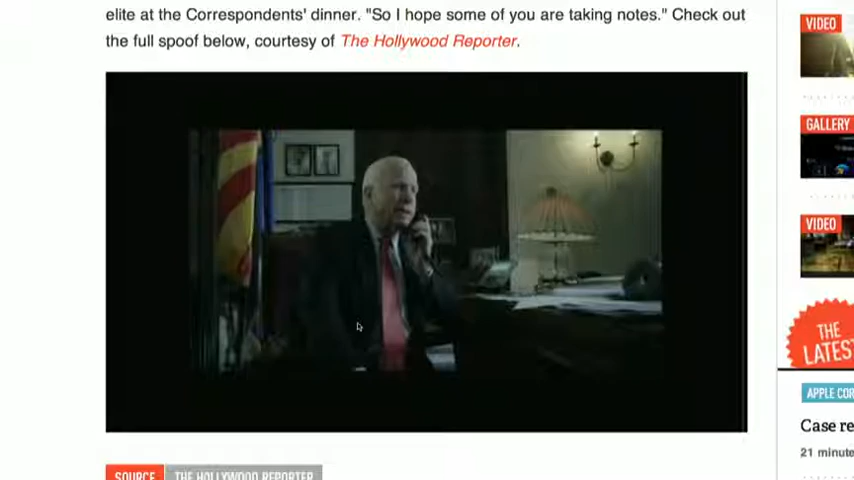 elite at the Correspondents' dinner. "So I hope some of you are taking notes." Check out
the full spoof below, courtesy of The Hollywood Reporter.
VIDEO
GALLERY
VIDEO
THE
LATEST
APPLE COR
Case re
21 minute
SOURCE THE HOLLYWOOD REPORTER